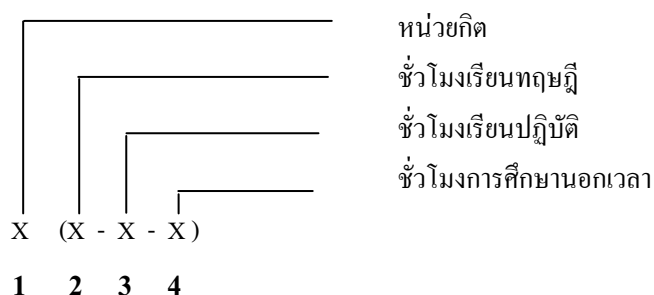 หน่วยกิต
ชั่วโมงเรียนทฤษฎี
ชั่วโมงเรียนปฏิบัติ
ชั่วโมงการศึกษานอกเวลา
X (X - X - X)
1 2 3 4